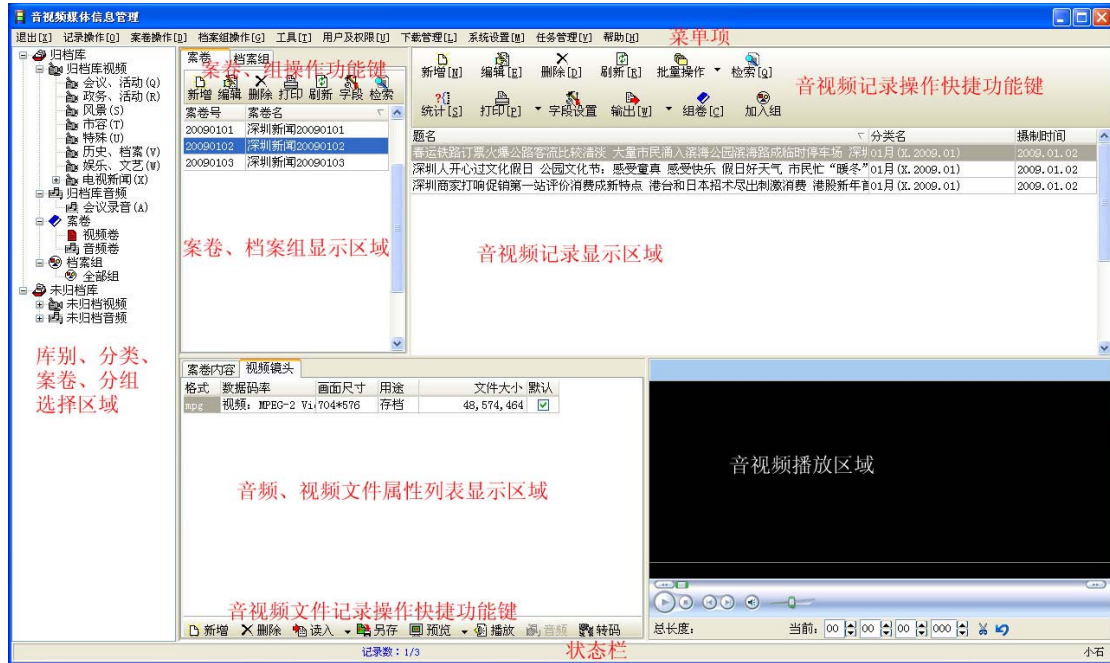 音视频媒体信息管理
退出[X] 记录操作[O] 案卷操作[D] 档案组操作[G] 工具[T] 用户及权限[U] 下载管理[L] 系统设置[W] 任务管理[Y] 帮助[H]
菜单项
归档库
归档库视频
会议、活动(Q)
政务、活动(R)
风景(S)
市容(T)
特殊(U)
历史、档案(V)
娱乐、文艺(W)
电视新闻(X)
归档库音频
会议录音(A)
案卷
视频卷
音频卷
档案组
全部组
未归档库
未归档视频
未归档音频
库别、分类、
案卷、分组
选择区域
案卷 档案组
案卷、组操作功能键
新增 编辑 删除 打印 刷新 字段 检索
案卷号 案卷名
20090101 深圳新闻20090101
20090102 深圳新闻20090102
20090103 深圳新闻20090103
案卷、档案组显示区域
新增[N] 编辑[E] 删除[D] 刷新[R] 批量操作 检索[Q]
音视频记录操作快捷功能键
统计[S] 打印[P] 字段设置 输出[W] 组卷[C] 加入组
题名 分类名 摄制时间
春运铁路订票火爆公路客流比较清淡 大量市民涌入滨海公园滨海路成临时停车场 深圳 01月(X.2009.01) 2009.01.02
深圳人开心过文化假日 公园文化节：感受童真 感受快乐 假日好天气 市民忙“暖冬” 01月(X.2009.01) 2009.01.02
深圳商家打响促销第一站评价消费成新特点 港台和日本招术尽出刺激消费 港股新年首 01月(X.2009.01) 2009.01.02
音视频记录显示区域
案卷内容 视频镜头
格式 数据码率 画面尺寸 用途 文件大小 默认
mpg 视频：MPEG-2 Vi 704*576 存档 48,574,464
音频、视频文件属性列表显示区域
音视频播放区域
音视频文件记录操作快捷功能键
新增 删除 读入 另存 预览 播放 音频 转码
总长度： 当前： 00 00 00 000
记录数：1/3
状态栏
小石